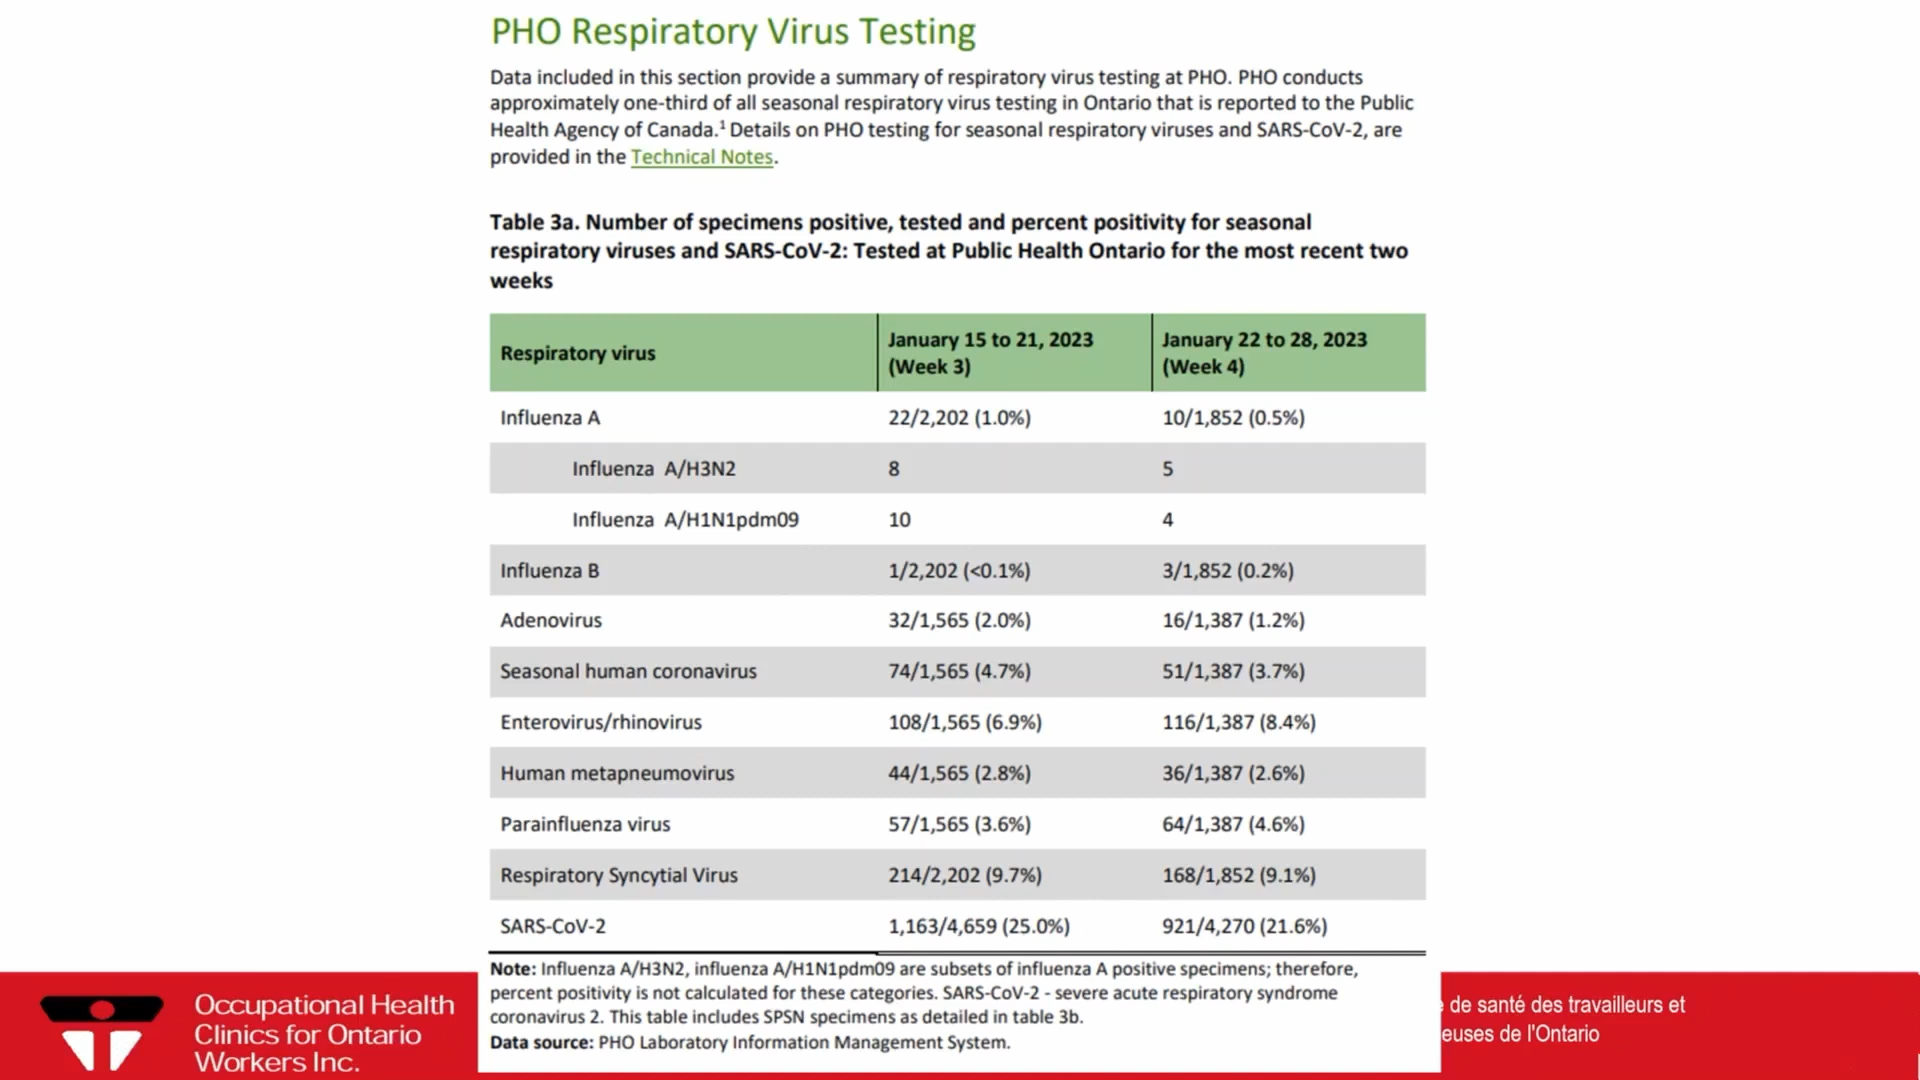 PHO Respiratory Virus Testing
Data included in this section provide a summary of respiratory virus testing at PHO. PHO conducts
approximately one-third of all seasonal respiratory virus testing in Ontario that is reported to the Public
Health Agency of Canada.¹ Details on PHO testing for seasonal respiratory viruses and SARS-CoV-2, are
provided in the Technical Notes.
Table 3a. Number of specimens positive, tested and percent positivity for seasonal
respiratory viruses and SARS-CoV-2: Tested at Public Health Ontario for the most recent two
weeks
Respiratory virus January 15 to 21, 2023 (Week 3) January 22 to 28, 2023 (Week 4)
Influenza A 22/2,202 (1.0%) 10/1,852 (0.5%)
Influenza A/H3N2 8 5
Influenza A/H1N1pdm09 10 4
Influenza B 1/2,202 (<0.1%) 3/1,852 (0.2%)
Adenovirus 32/1,565 (2.0%) 16/1,387 (1.2%)
Seasonal human coronavirus 74/1,565 (4.7%) 51/1,387 (3.7%)
Enterovirus/rhinovirus 108/1,565 (6.9%) 116/1,387 (8.4%)
Human metapneumovirus 44/1,565 (2.8%) 36/1,387 (2.6%)
Parainfluenza virus 57/1,565 (3.6%) 64/1,387 (4.6%)
Respiratory Syncytial Virus 214/2,202 (9.7%) 168/1,852 (9.1%)
SARS-CoV-2 1,163/4,659 (25.0%) 921/4,270 (21.6%)
Note: Influenza A/H3N2, influenza A/H1N1pdm09 are subsets of influenza A positive specimens; therefore,
percent positivity is not calculated for these categories. SARS-CoV-2 - severe acute respiratory syndrome
coronavirus 2. This table includes SPSN specimens as detailed in table 3b.
Data source: PHO Laboratory Information Management System.
Occupational Health
Clinics for Ontario
Workers Inc.
de santé des travailleurs et
euses de l'Ontario